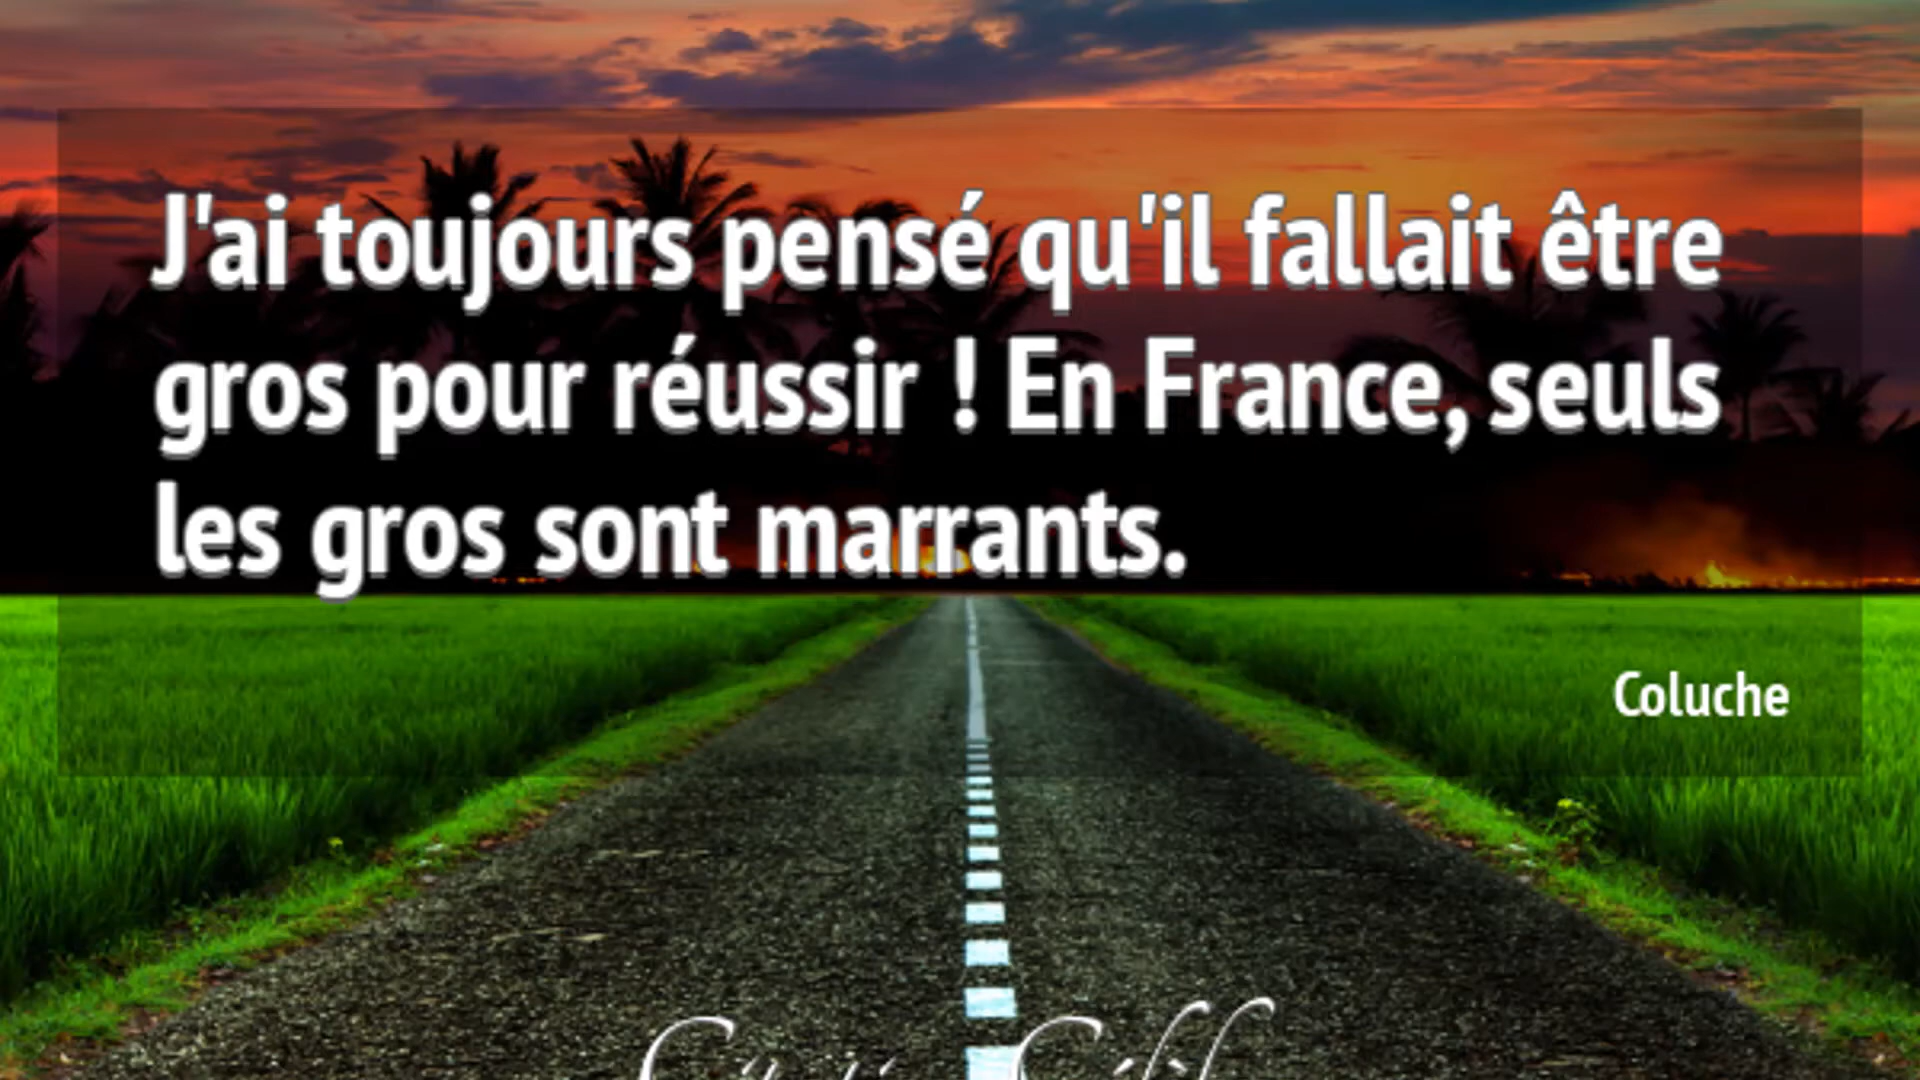 J'ai toujours pensé qu'il fallait être
gros pour réussir ! En France, seuls
les gros sont marrants.
Coluche